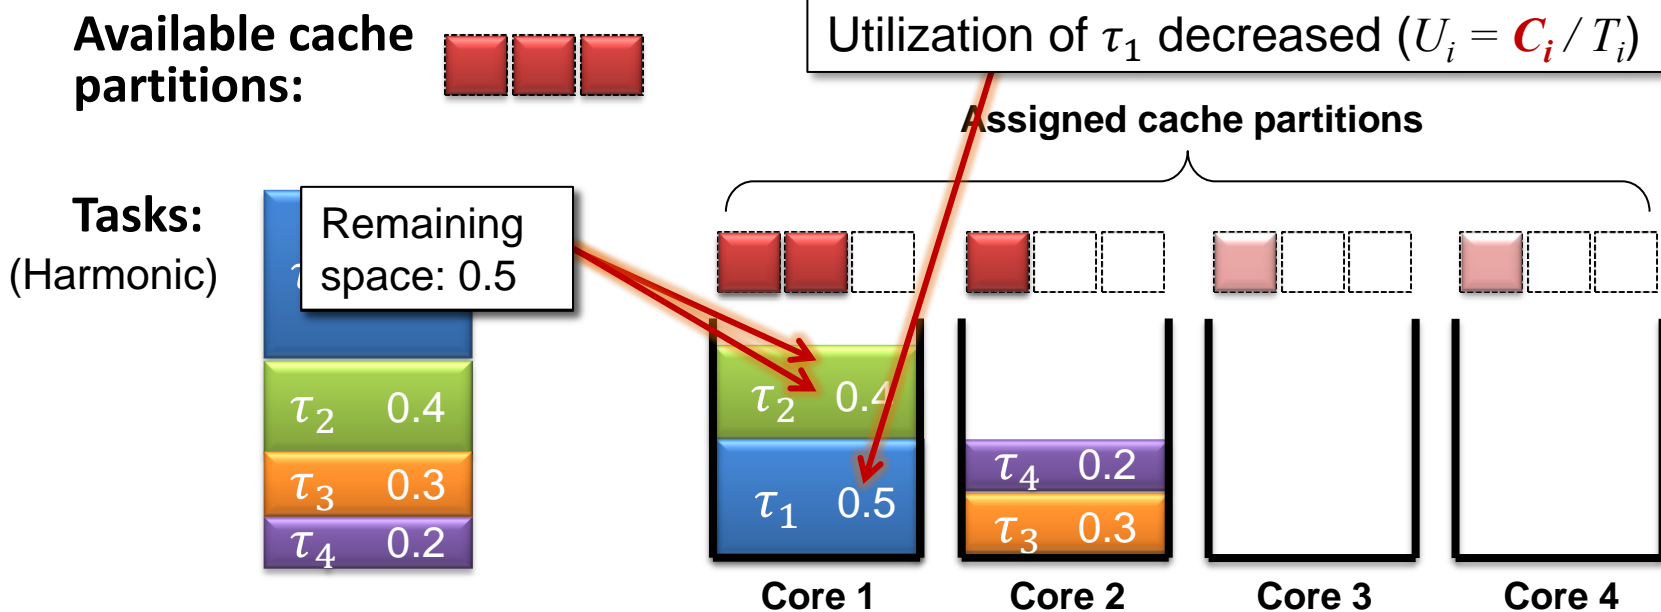 Available cache
partitions:
Utilization of τ₁ decreased (Uᵢ = Cᵢ / Tᵢ)
Assigned cache partitions
Tasks:
(Harmonic)
Remaining
space: 0.5
τ₂ 0.4
τ₃ 0.3
τ₄ 0.2
τ₂ 0.4
τ₁ 0.5
τ₄ 0.2
τ₃ 0.3
Core 1
Core 2
Core 3
Core 4